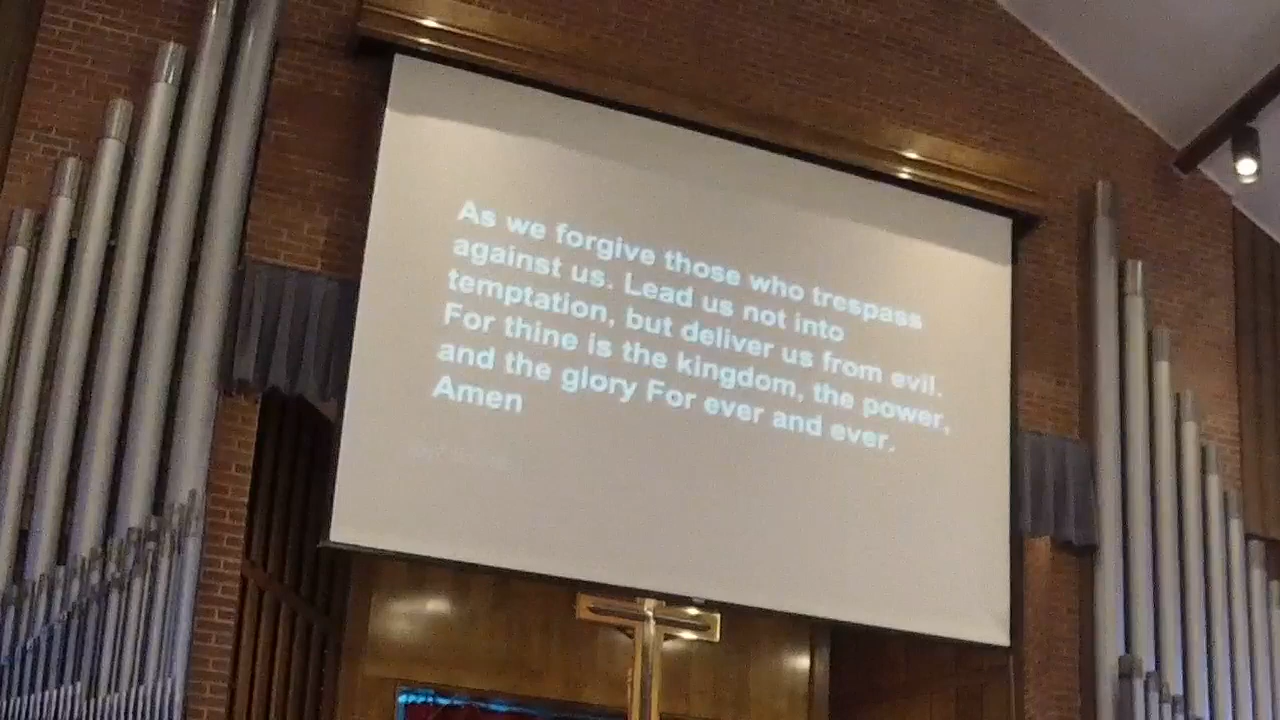 As we forgive those who trespass
against us. Lead us not into
temptation, but deliver us from evil.
For thine is the kingdom, the power,
and the glory For ever and ever.
Amen